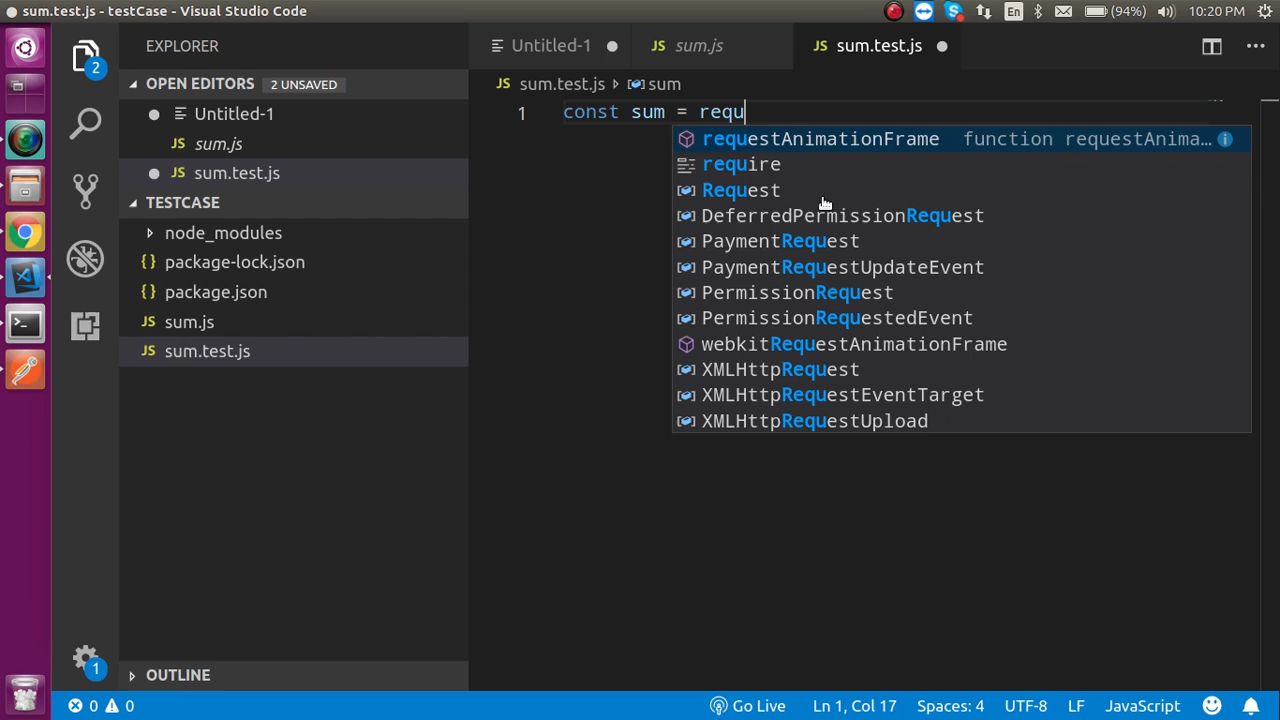 sum.test.js - testCase - Visual Studio Code
En
(94%)
10:20 PM
2
1
EXPLORER
OPEN EDITORS 2 UNSAVED
Untitled-1
sum.js
sum.test.js
TESTCASE
node_modules
{} package-lock.json
{} package.json
JS sum.js
JS sum.test.js
OUTLINE
Untitled-1
JS sum.js
JS sum.test.js
JS sum.test.js sum
1 const sum = requ
requestAnimationFrame function requestAnima…
require
Request
DeferredPermissionRequest
PaymentRequest
PaymentRequestUpdateEvent
PermissionRequest
PermissionRequestedEvent
webkitRequestAnimationFrame
XMLHttpRequest
XMLHttpRequestEventTarget
XMLHttpRequestUpload
0 0 Go Live Ln 1, Col 17 Spaces: 4 UTF-8 LF JavaScript